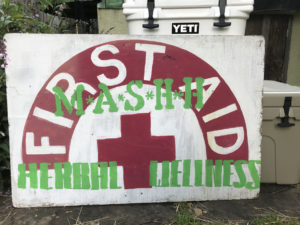 YETI
FIRST AID
M*A*S*H*H
HERBAL WELLNESS